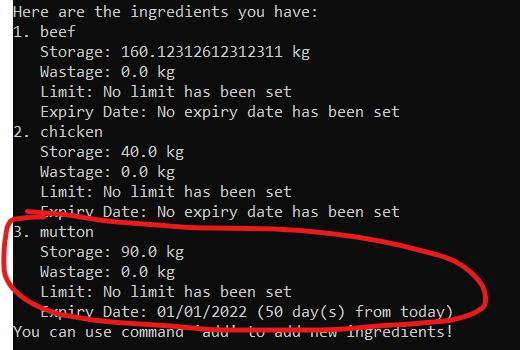 Here are the ingredients you have:
1. beef
Storage: 160.12312612312311 kg
Wastage: 0.0 kg
Limit: No limit has been set
Expiry Date: No expiry date has been set
2. chicken
Storage: 40.0 kg
Wastage: 0.0 kg
Limit: No limit has been set
Expiry Date: No expiry date has been set
3. mutton
Storage: 90.0 kg
Wastage: 0.0 kg
Limit: No limit has been set
Expiry Date: 01/01/2022 (50 day(s) from today)
You can use command 'add' to add new ingredients!